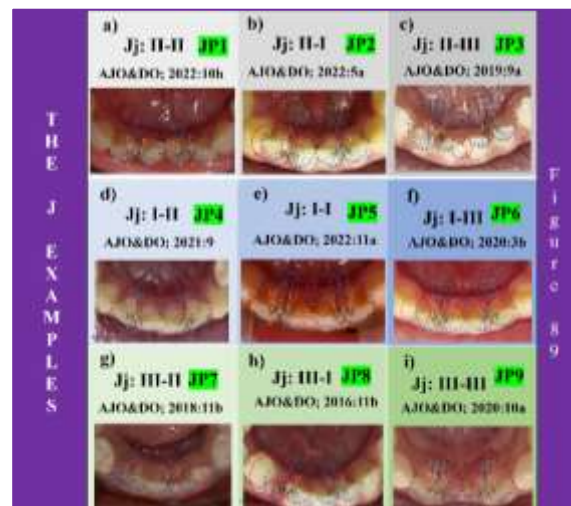 THE J EXAMPLES
a)
Jj: II-II JP1
AJO&DO; 2022:10b
b)
Jj: II-I JP2
AJO&DO; 2022:5a
c)
Jj: II-III JP3
AJO&DO; 2019:9a
d)
Jj: I-II JP4
AJO&DO; 2021:9
e)
Jj: I-I JP5
AJO&DO; 2022:11a
f)
Jj: I-III JP6
AJO&DO; 2020:3b
g)
Jj: III-II JP7
AJO&DO; 2018:11b
h)
Jj: III-I JP8
AJO&DO; 2016:11b
i)
Jj: III-III JP9
AJO&DO; 2020:10a
Figure 89